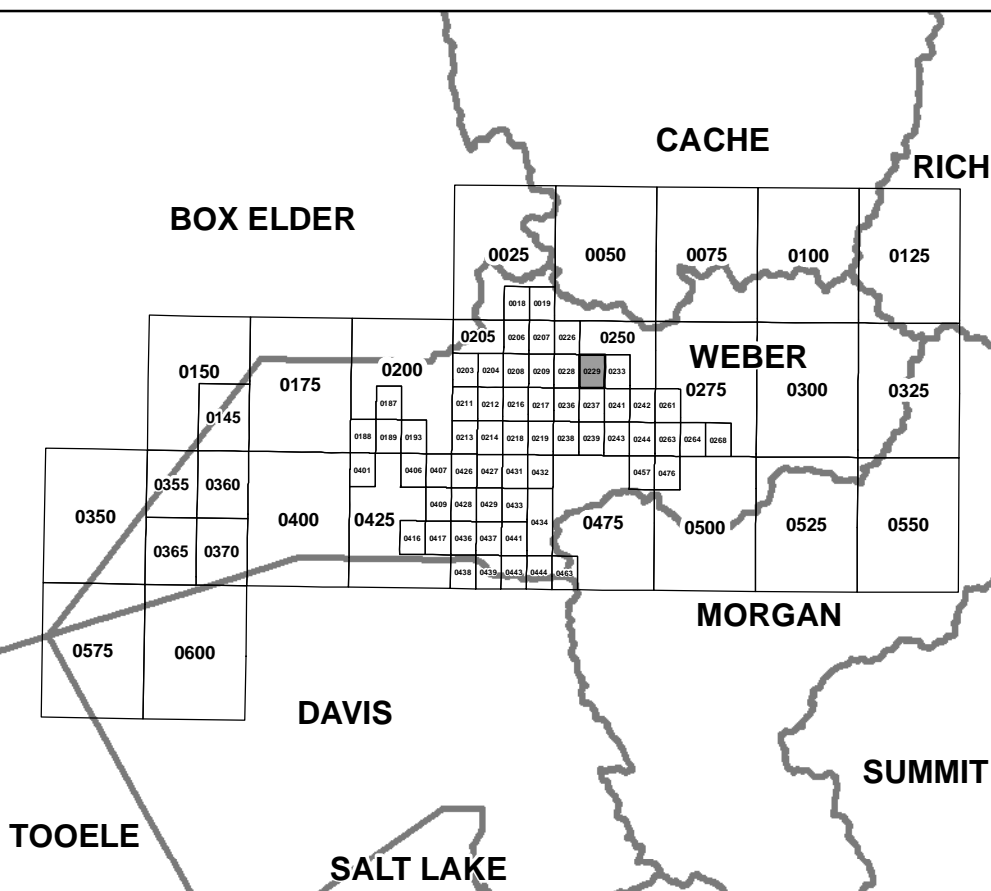 CACHE
RICH
BOX ELDER
0025 0050 0075 0100 0125
0018 0019
0205 0206 0207 0226 0250
WEBER
0150 0175 0200 0203 0204 0208 0209 0228 0229 0233 0275 0300 0325
0145 0187 0211 0212 0216 0217 0236 0237 0241 0242 0261
0188 0189 0193 0213 0214 0218 0219 0238 0239 0243 0244 0263 0264 0268
0355 0360 0401 0406 0407 0426 0427 0431 0432 0457 0476
0350 0400 0425 0409 0428 0429 0433 0434 0475 0500 0525 0550
0365 0370 0416 0417 0436 0437 0441
0438 0439 0443 0444 0463
MORGAN
0575 0600
DAVIS
SUMMIT
TOOELE
SALT LAKE